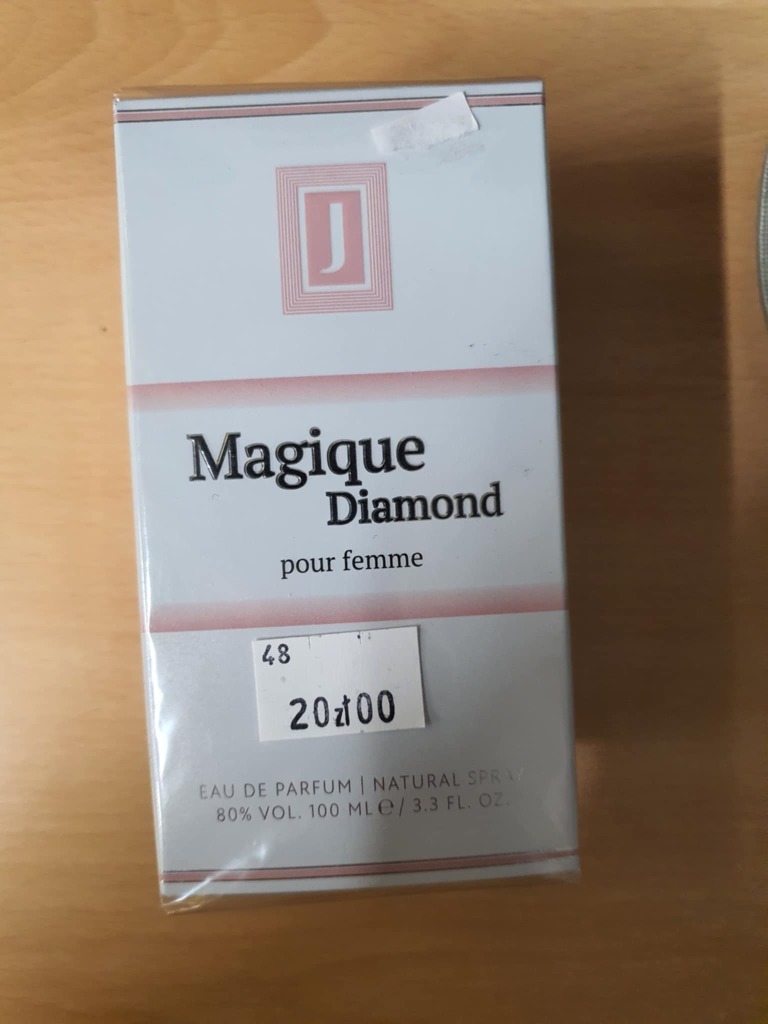 J
Magique
Diamond
pour femme
48
20zł00
EAU DE PARFUM | NATURAL SPRAY
80% VOL. 100 ML ℮ / 3.3 FL. OZ.